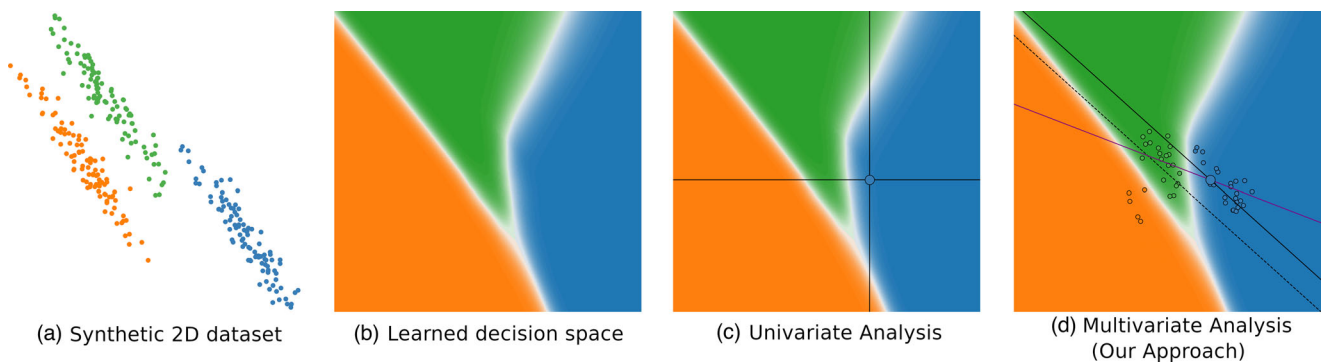 (a) Synthetic 2D dataset
(b) Learned decision space
(c) Univariate Analysis
(d) Multivariate Analysis
(Our Approach)